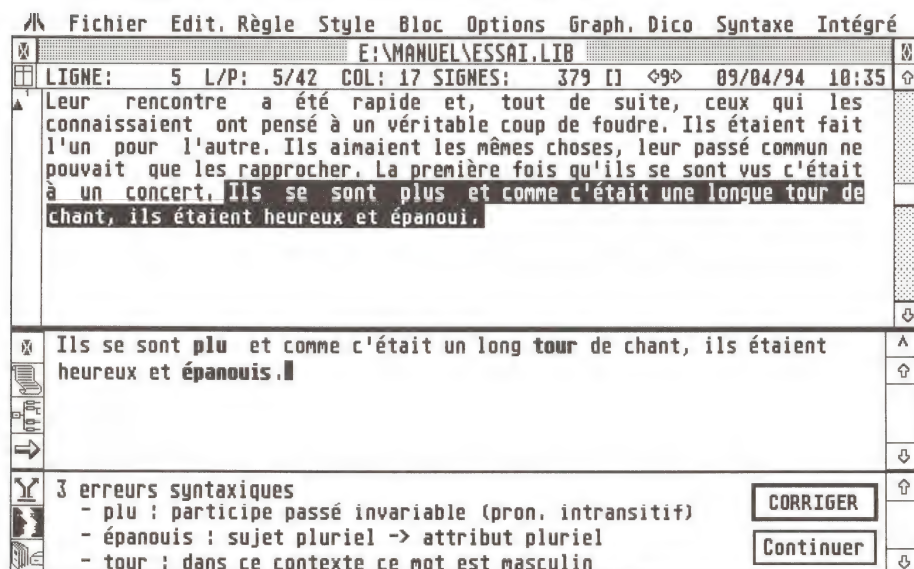 Fichier Edit. Règle Style Bloc Options Graph. Dico Syntaxe Intégré
E:\MANUEL\ESSAI.LIB
LIGNE: 5 L/P: 5/42 COL: 17 SIGNES: 379 [] ◇9◇ 09/04/94 10:35
1
Leur rencontre a été rapide et, tout de suite, ceux qui les
connaissaient ont pensé à un véritable coup de foudre. Ils étaient fait
l'un pour l'autre. Ils aimaient les mêmes choses, leur passé commun ne
pouvait que les rapprocher. La première fois qu'ils se sont vus c'était
à un concert. Ils se sont plus et comme c'était une longue tour de
chant, ils étaient heureux et épanoui.
Ils se sont plu et comme c'était un long tour de chant, ils étaient
heureux et épanouis.
3 erreurs syntaxiques
- plu : participe passé invariable (pron. intransitif)
- épanouis : sujet pluriel -> attribut pluriel
- tour : dans ce contexte ce mot est masculin
CORRIGER
Continuer